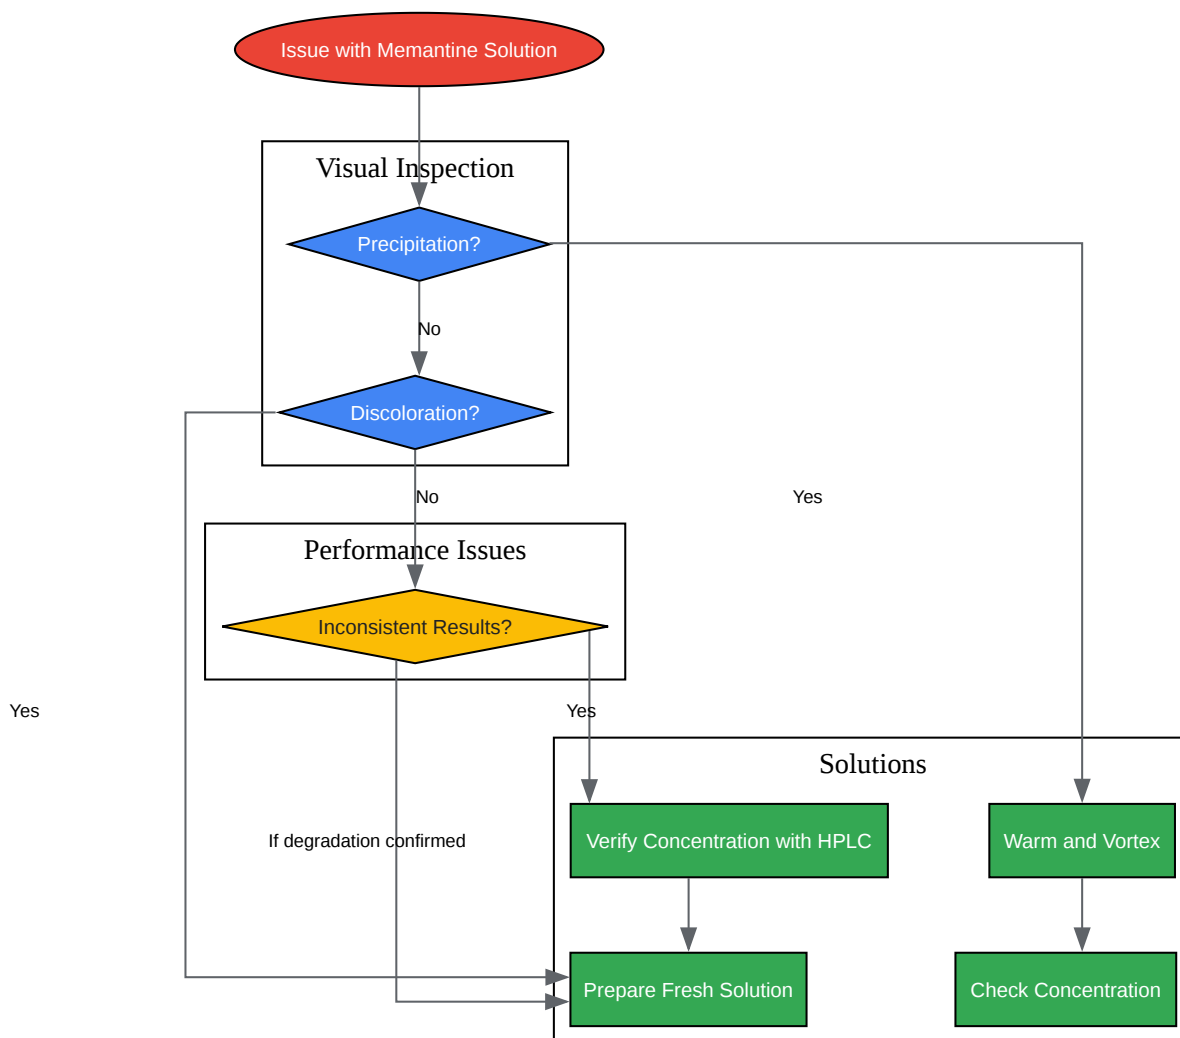 Issue with Memantine Solution
Visual Inspection
Precipitation?
No
Discoloration?
No
Yes
Performance Issues
Inconsistent Results?
Yes
Yes
Solutions
If degradation confirmed
Verify Concentration with HPLC
Warm and Vortex
Prepare Fresh Solution
Check Concentration